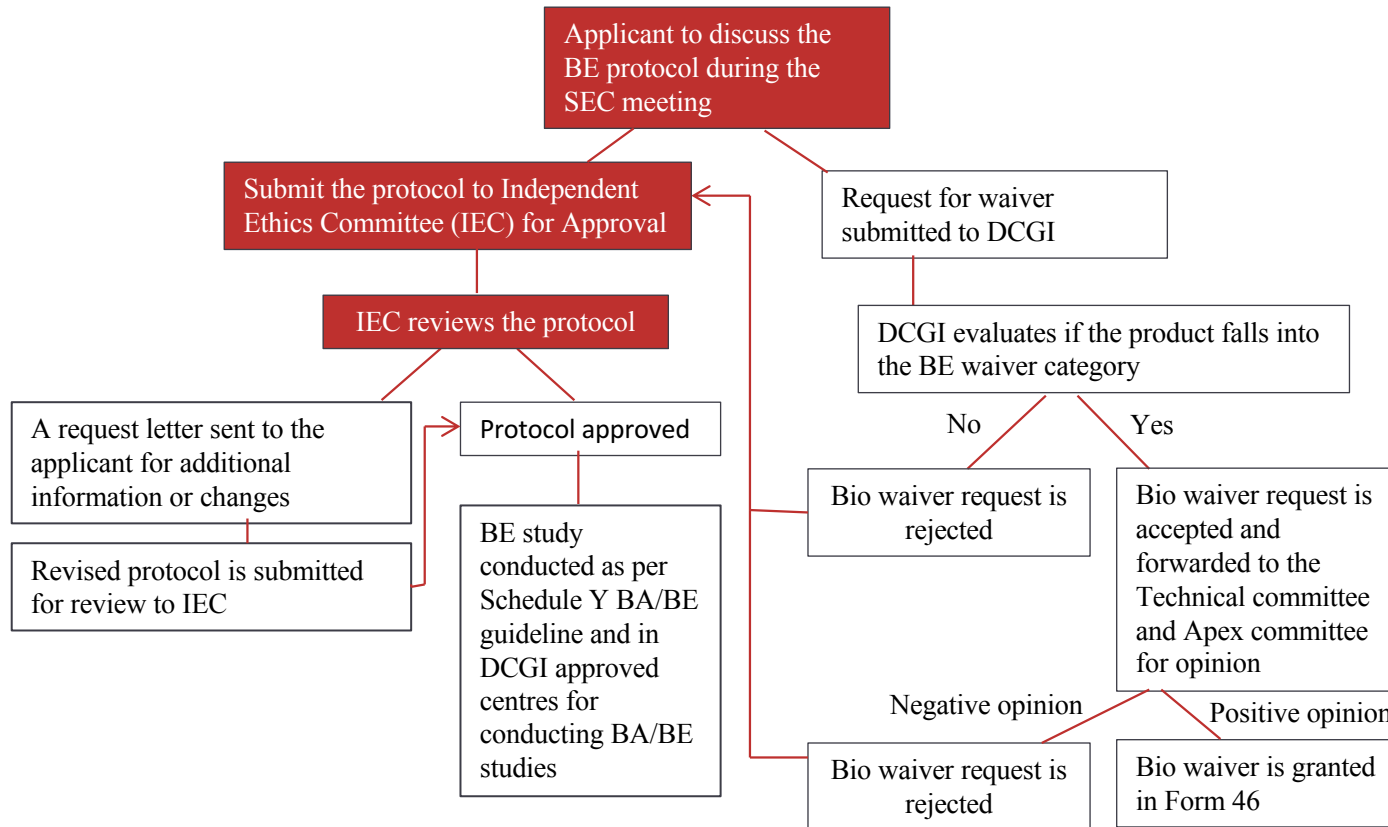 Applicant to discuss the
BE protocol during the
SEC meeting
Submit the protocol to Independent
Ethics Committee (IEC) for Approval
Request for waiver
submitted to DCGI
IEC reviews the protocol
DCGI evaluates if the product falls into
the BE waiver category
A request letter sent to the
applicant for additional
information or changes
Protocol approved
No
Yes
Revised protocol is submitted
for review to IEC
BE study
conducted as per
Schedule Y BA/BE
guideline and in
DCGI approved
centres for
conducting BA/BE
studies
Bio waiver request is
rejected
Bio waiver request is
accepted and
forwarded to the
Technical committee
and Apex committee
for opinion
Negative opinion
Positive opinion
Bio waiver request is
rejected
Bio waiver is granted
in Form 46